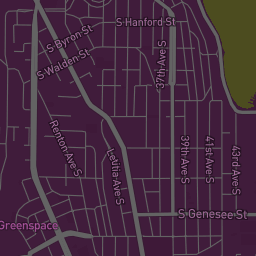 S Hanford St
S Byron St
S Walden St
37th Ave S
Renton Ave S
Letitia Ave S
39th Ave S
41st Ave S
43rd Ave S
S Genesee St
Greenspace